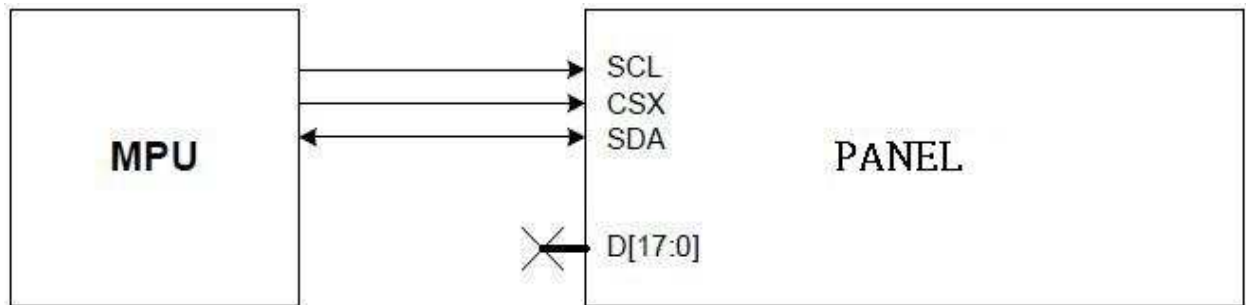 MPU
SCL
CSX
SDA
PANEL
D[17:0]